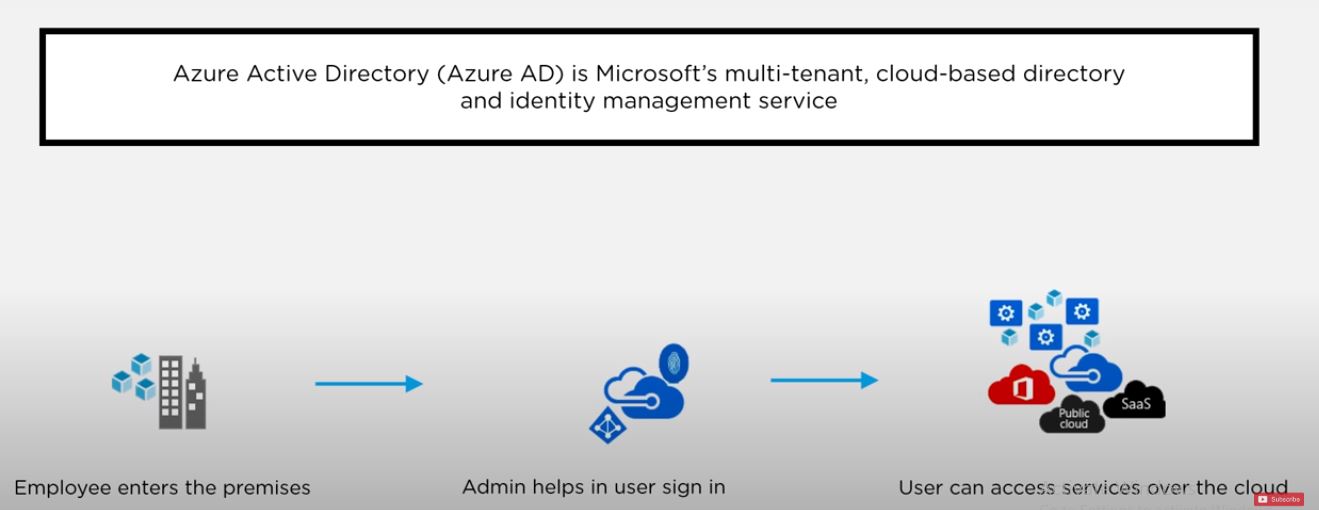 Azure Active Directory (Azure AD) is Microsoft's multi-tenant, cloud-based directory
and identity management service
SaaS
Public
cloud
Employee enters the premises
Admin helps in user sign in
User can access services over the cloud
Subscribe